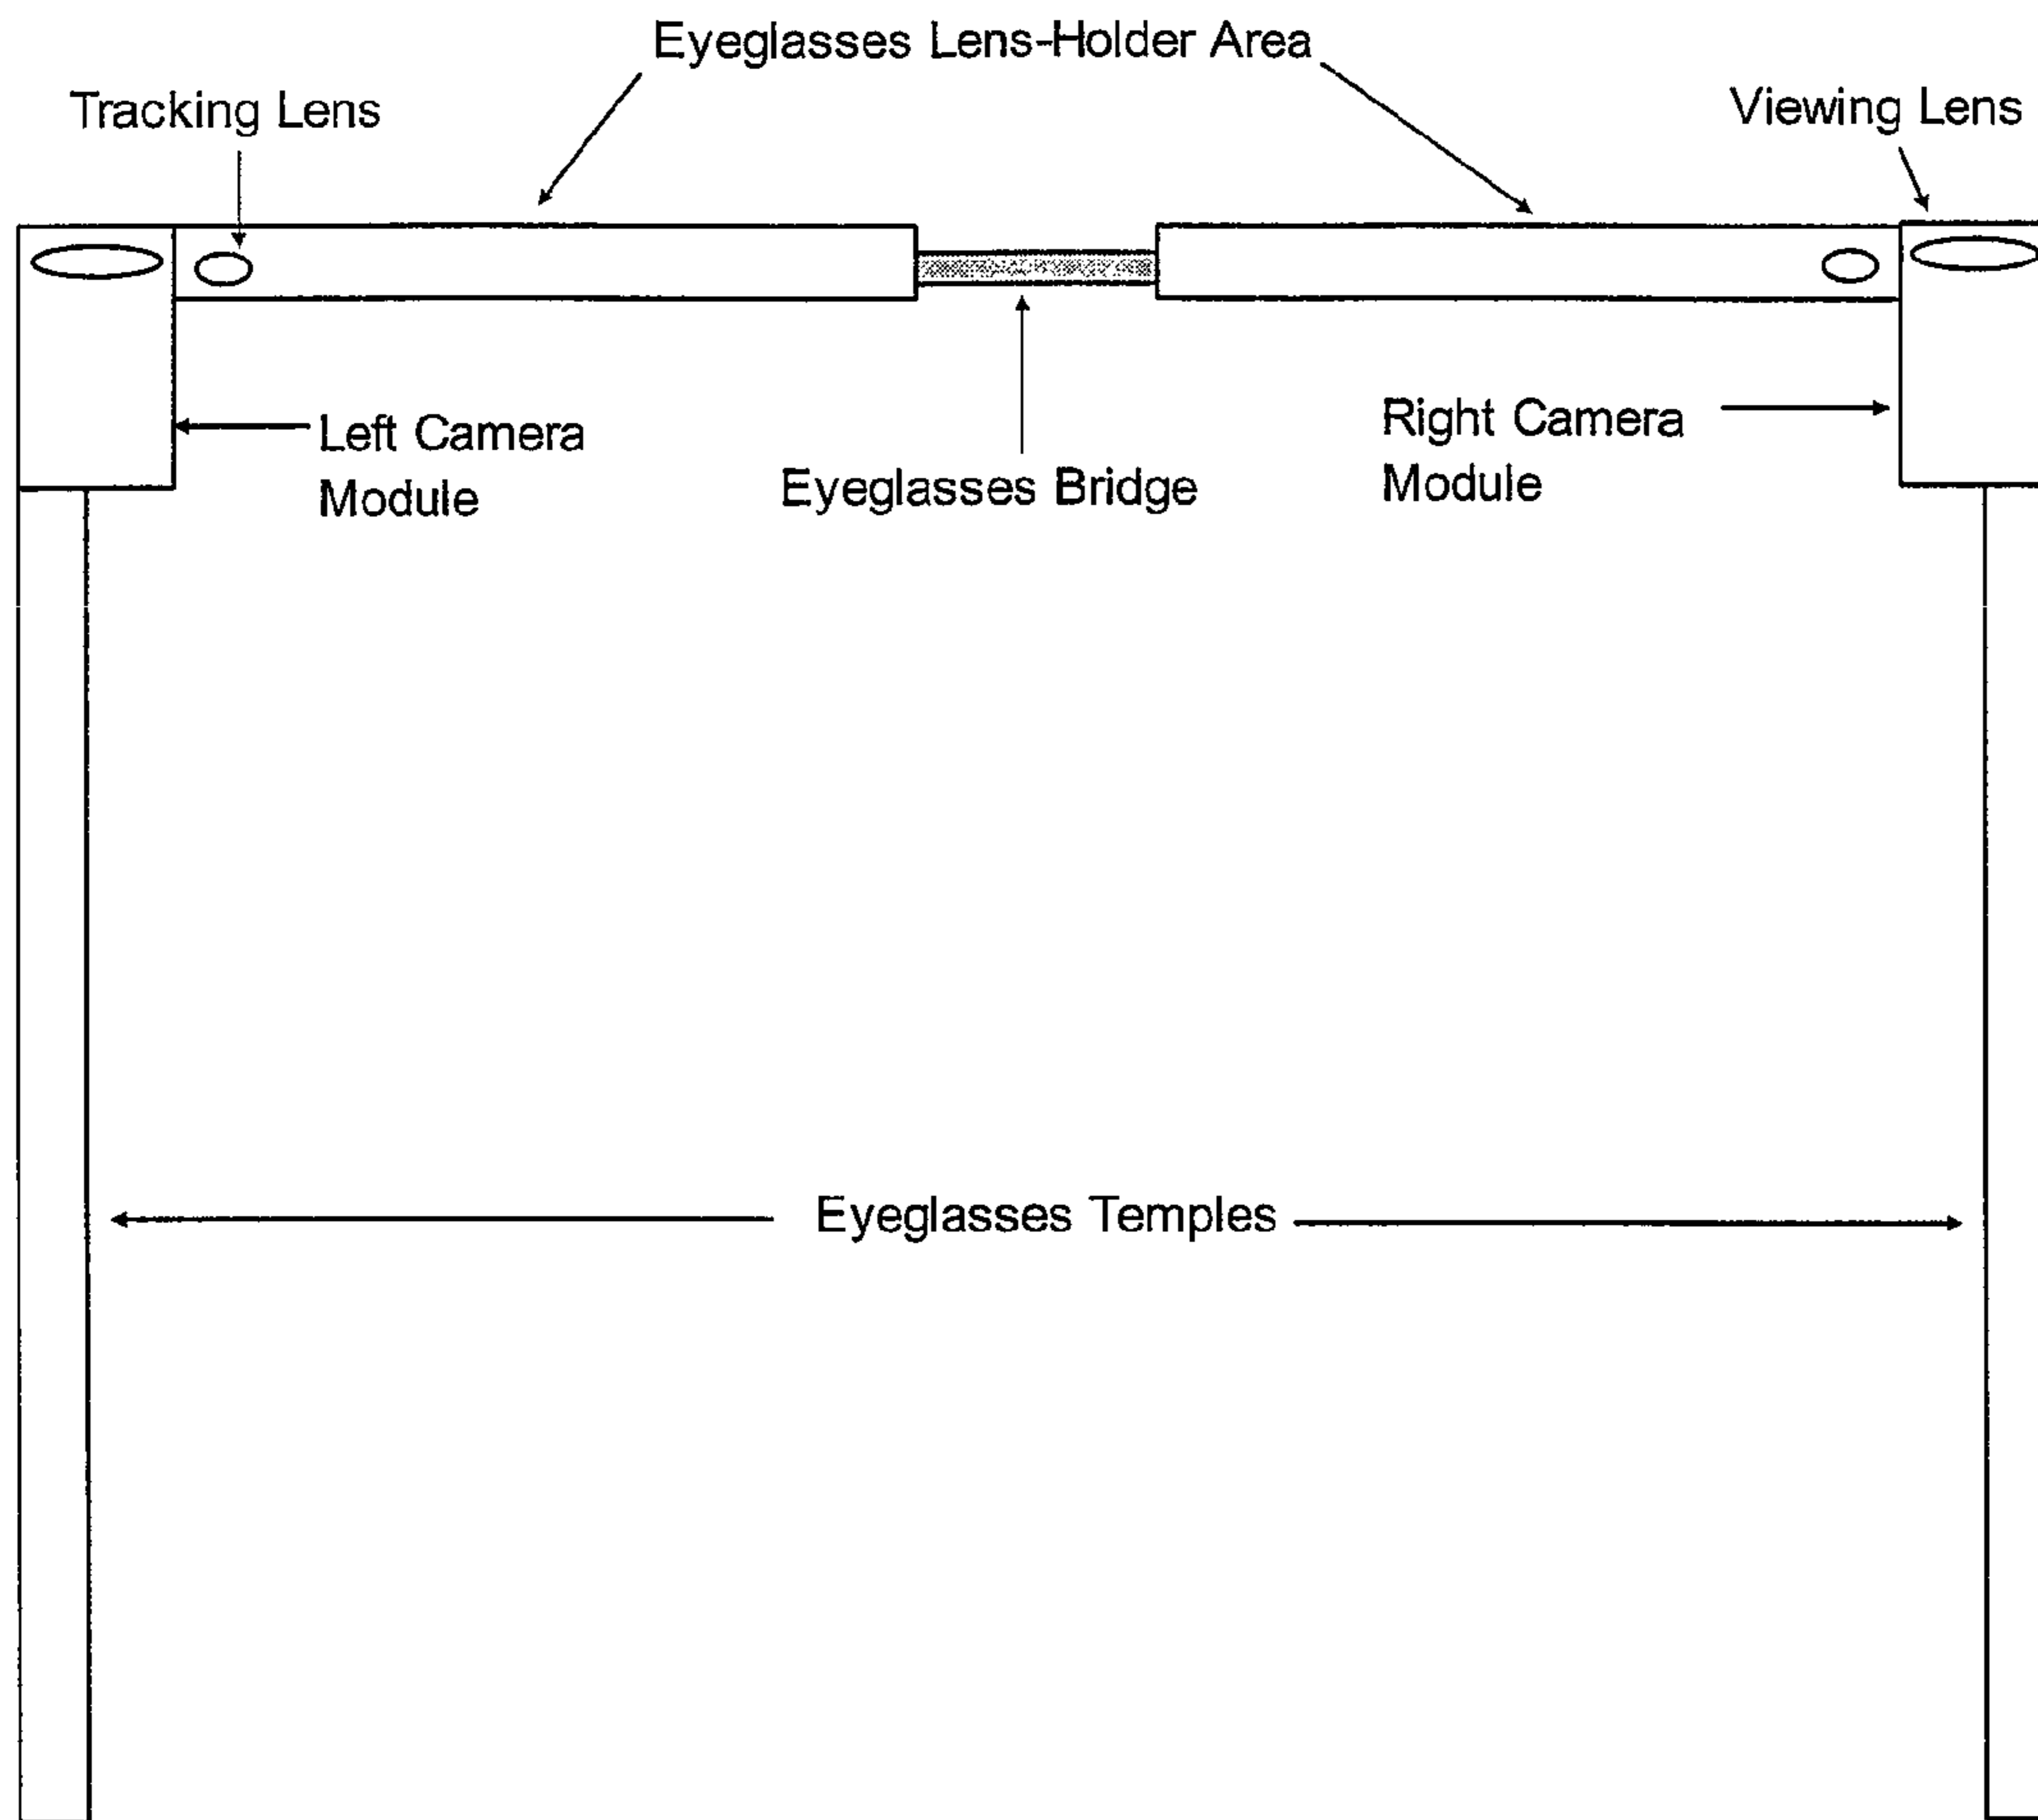 Eyeglasses Lens-Holder Area
Tracking Lens
Viewing Lens
Left Camera
Module
Eyeglasses Bridge
Right Camera
Module
Eyeglasses Temples